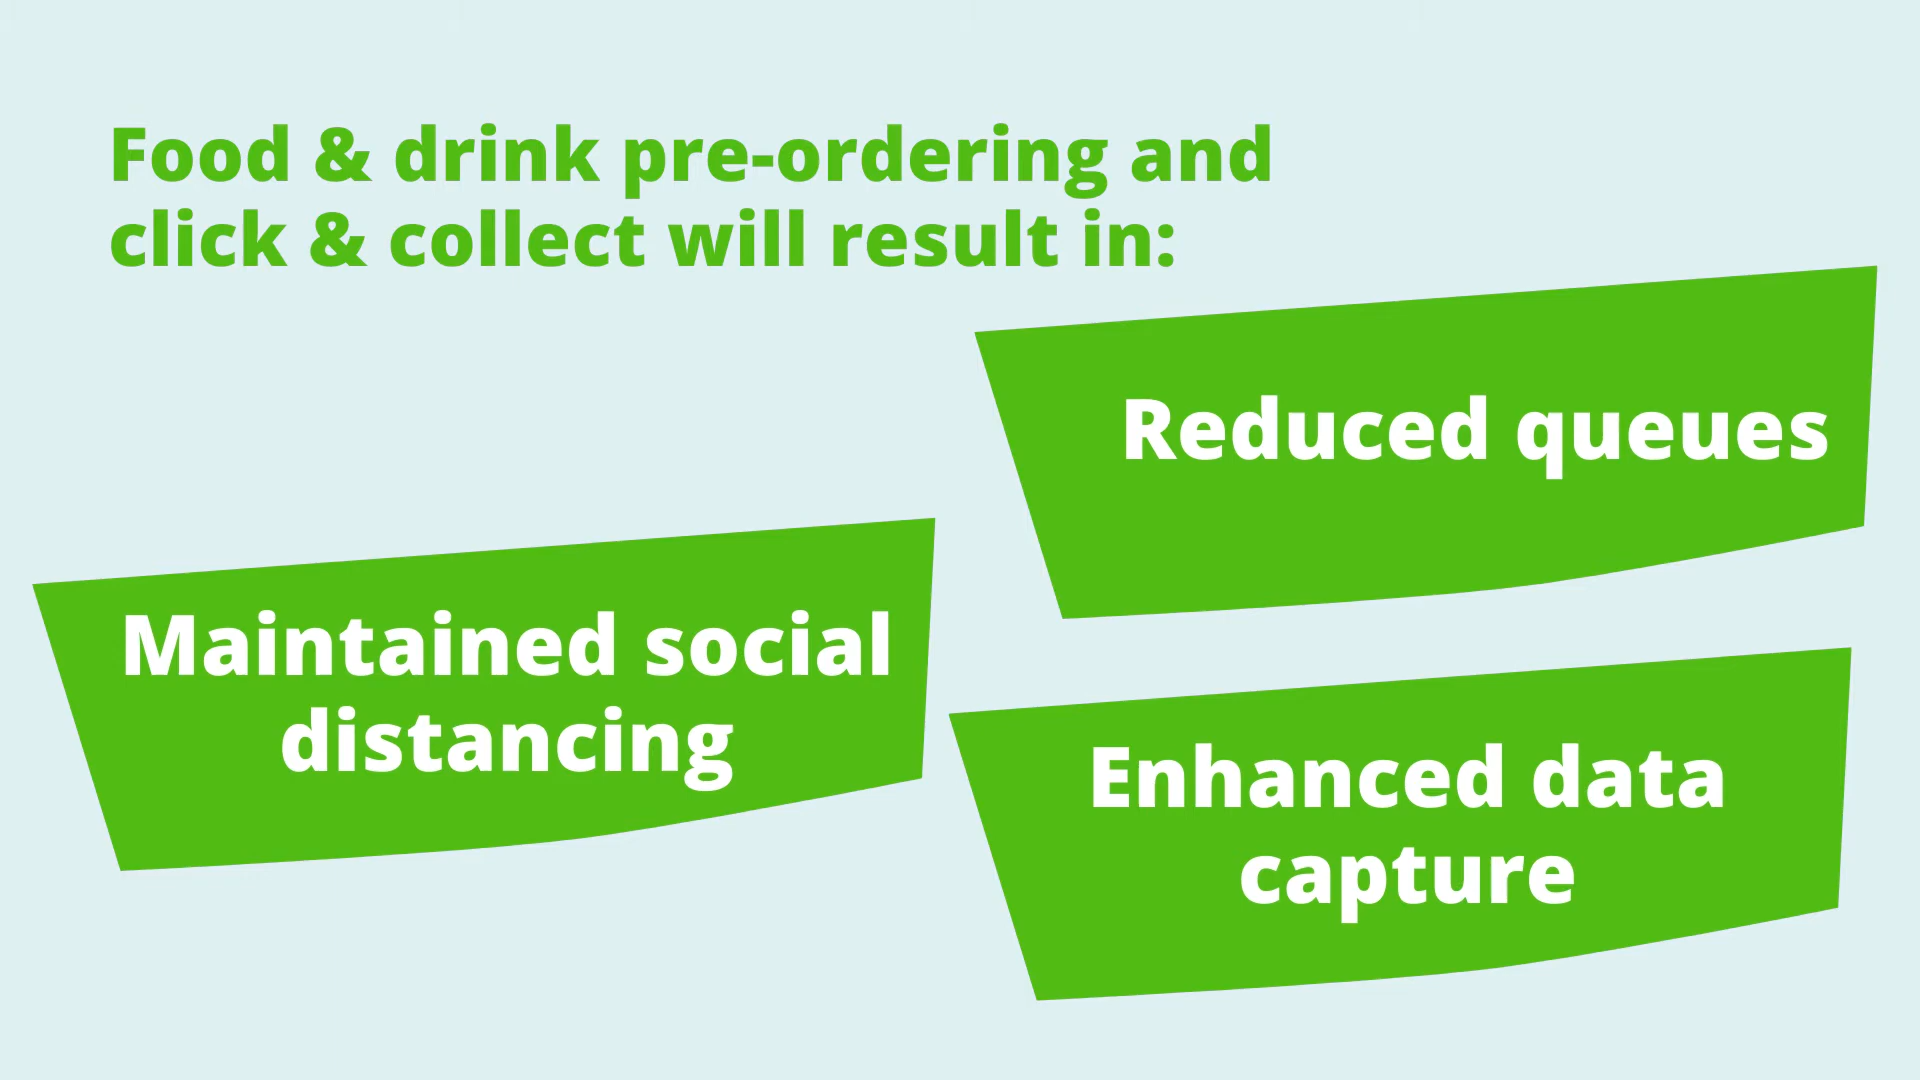 Food & drink pre-ordering and
click & collect will result in:
Reduced queues
Maintained social
distancing
Enhanced data
capture